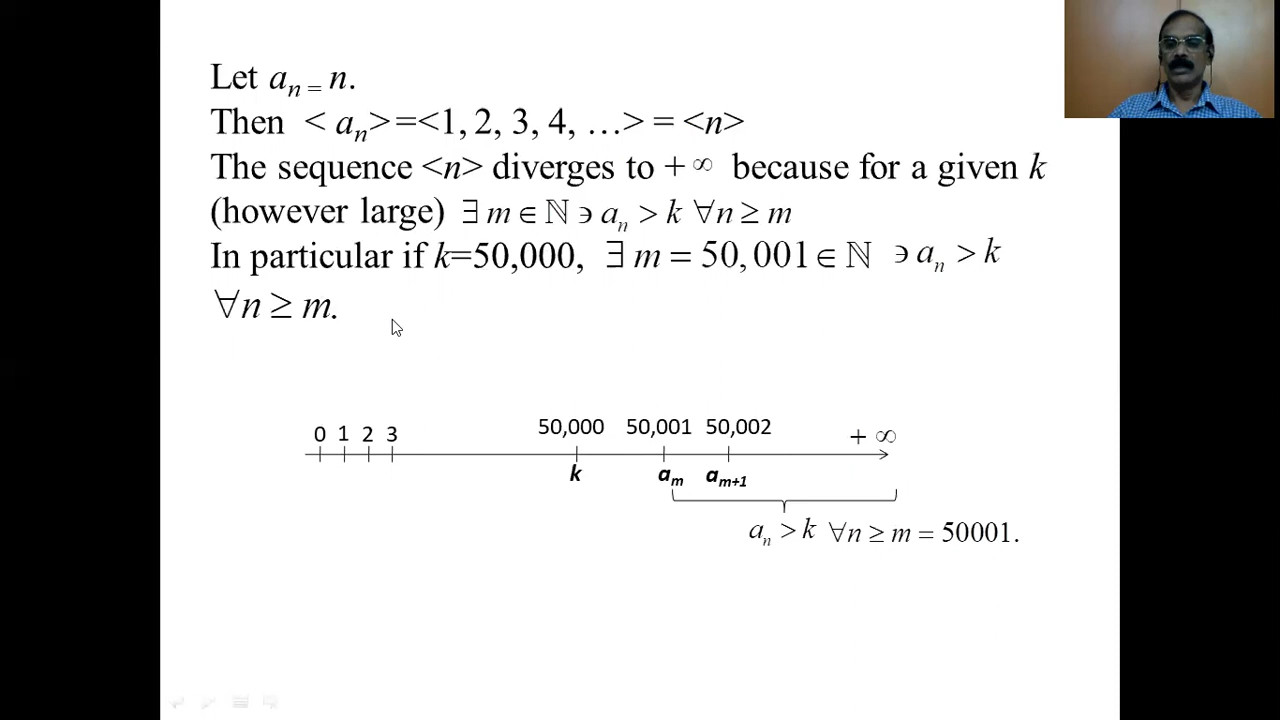 Let aₙ = n.
Then < aₙ>=<1, 2, 3, 4, …> = <n>
The sequence <n> diverges to + ∞ because for a given k
(however large) ∃ m ∈ ℕ ∋ aₙ > k ∀n ≥ m
In particular if k=50,000, ∃ m = 50,001 ∈ ℕ ∋ aₙ > k
∀n ≥ m.
0 1 2 3 50,000 50,001 50,002 + ∞
k aₘ aₘ₊₁
aₙ > k ∀n ≥ m = 50001.